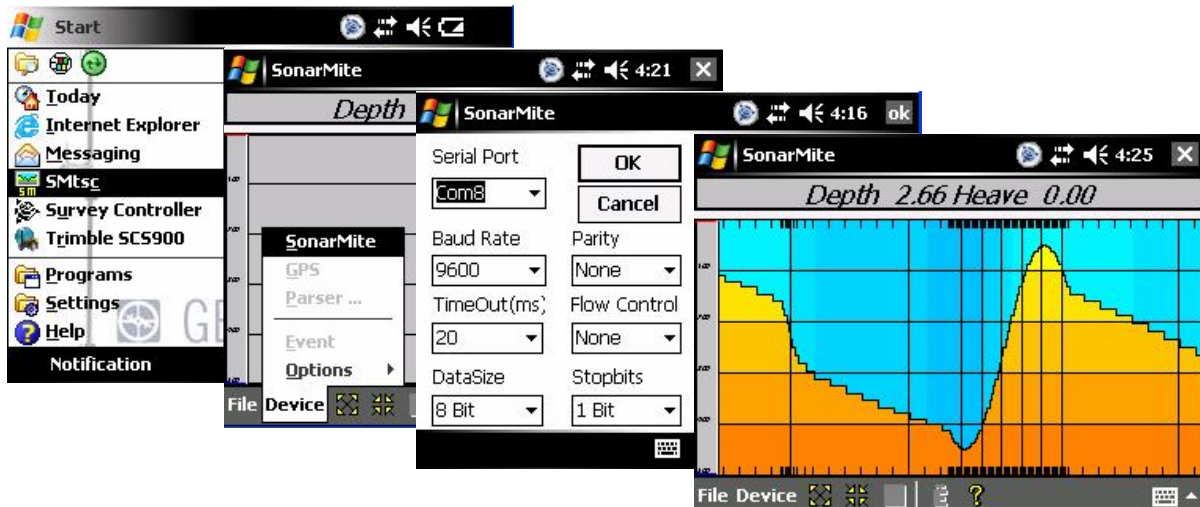 Start
Today
Internet Explorer
Messaging
SMtsc
Survey Controller
Trimble SCS900
Programs
Settings
Help
Notification
SonarMite 4:21
Depth
SonarMite
GPS
Parser ...
Event
Options
File Device
SonarMite 4:16 ok
Serial Port
OK
Com8
Cancel
Baud Rate Parity
9600 None
TimeOut(ms) Flow Control
20 None
DataSize Stopbits
8 Bit 1 Bit
SonarMite 4:25
Depth 2.66 Heave 0.00
File Device